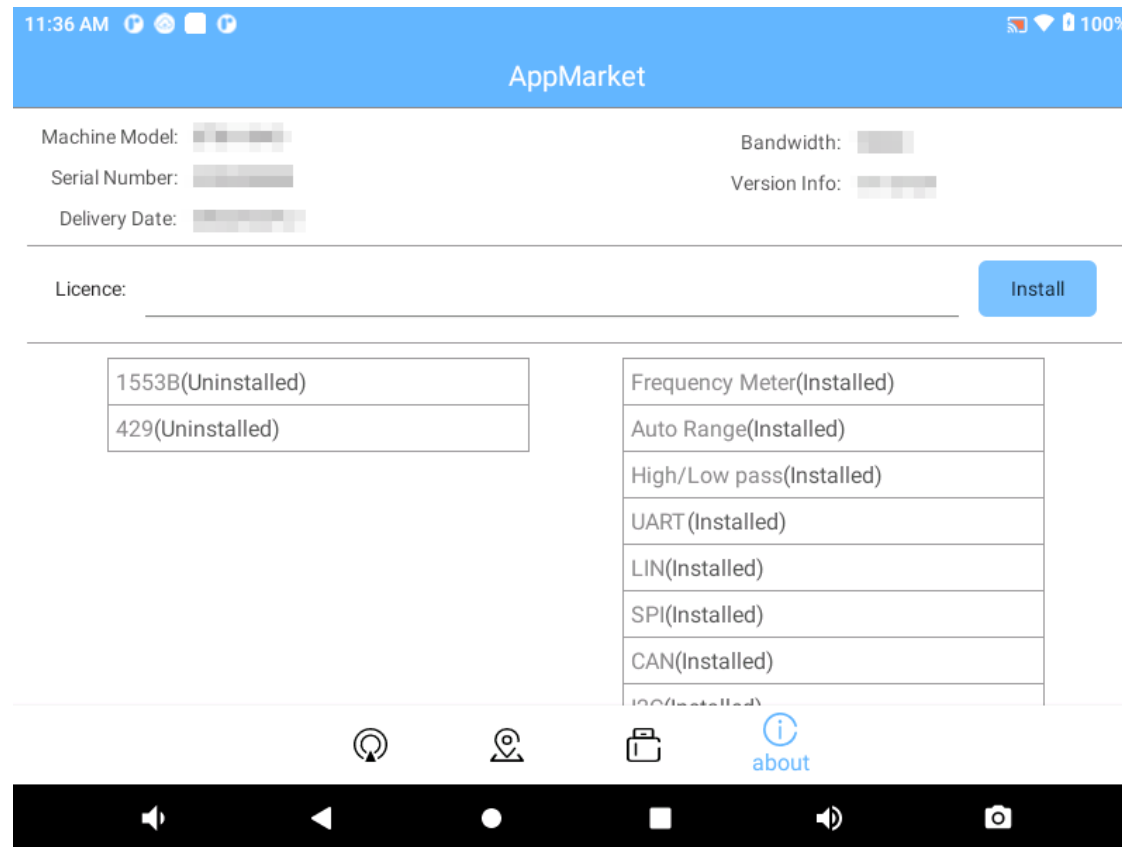 11:36 AM 100%
AppMarket
Machine Model:
Serial Number:
Delivery Date:
Bandwidth:
Version Info:
Licence:
Install
1553B(Uninstalled)
429(Uninstalled)
Frequency Meter(Installed)
Auto Range(Installed)
High/Low pass(Installed)
UART(Installed)
LIN(Installed)
SPI(Installed)
CAN(Installed)
about